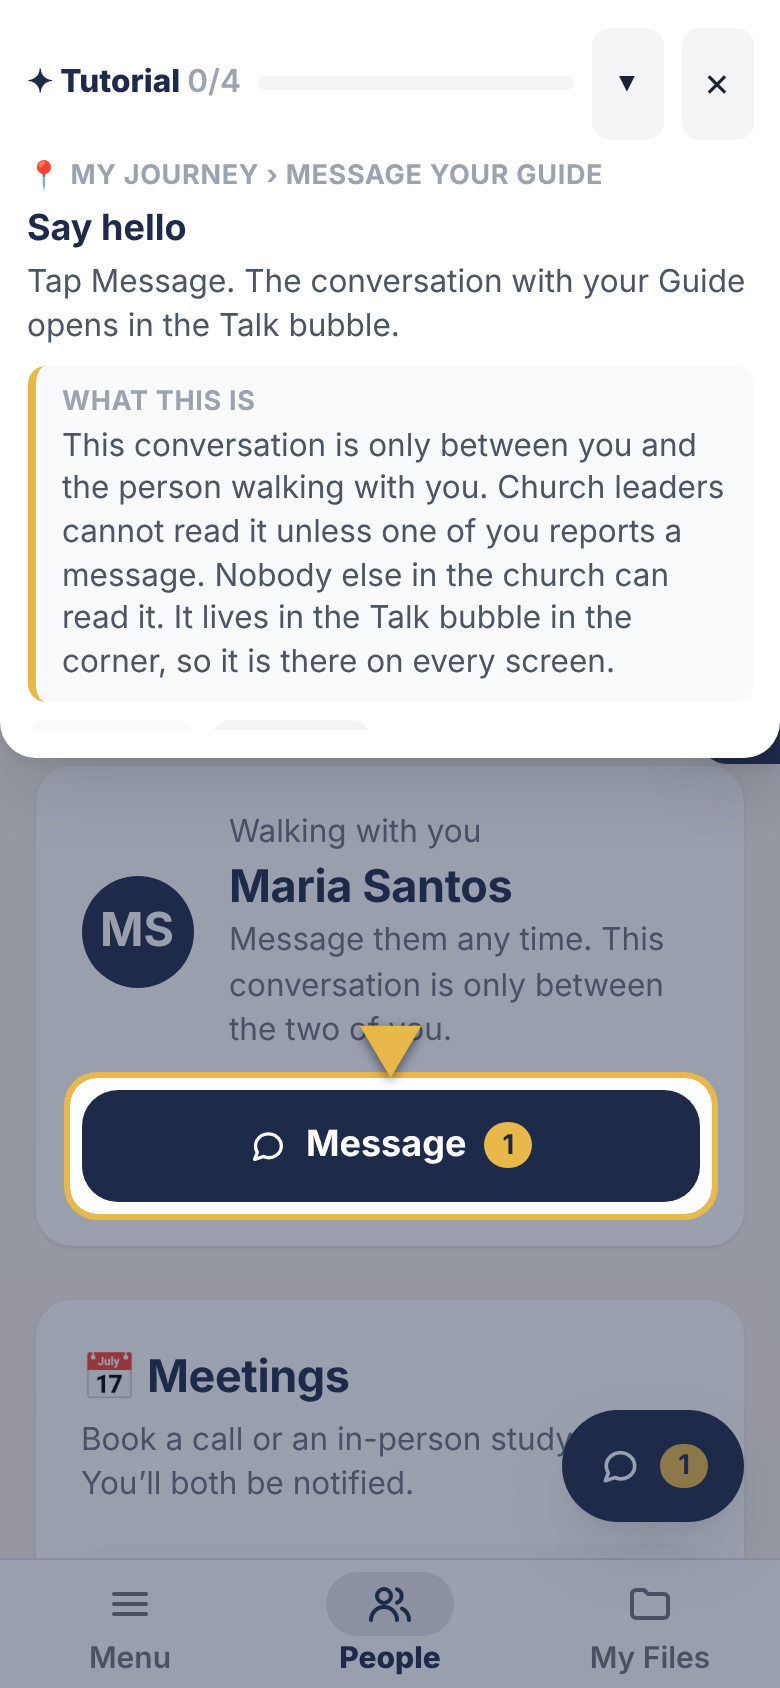 ✦ Tutorial 0/4
📍 MY JOURNEY › MESSAGE YOUR GUIDE
Say hello
Tap Message. The conversation with your Guide
opens in the Talk bubble.
WHAT THIS IS
This conversation is only between you and
the person walking with you. Church leaders
cannot read it unless one of you reports a
message. Nobody else in the church can
read it. It lives in the Talk bubble in the
corner, so it is there on every screen.
Walking with you
MS
Maria Santos
Message them any time. This
conversation is only between
the two of you.
Message 1
July
17
Meetings
Book a call or an in-person study.
You’ll both be notified.
1
Menu
People
My Files